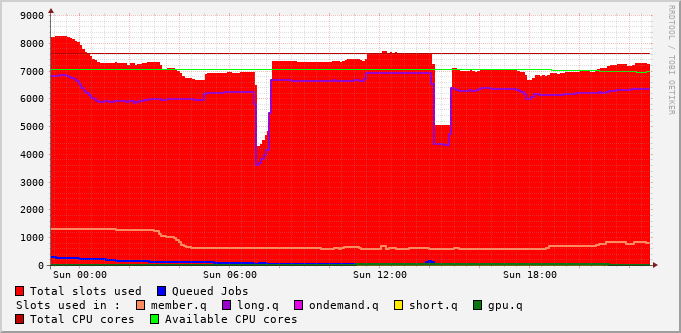 9000
8000
7000
6000
5000
4000
3000
2000
1000
0
Sun 00:00 Sun 06:00 Sun 12:00 Sun 18:00
RRDTOOL / TOBI OETIKER
Total slots used Queued Jobs
Slots used in : member.q long.q ondemand.q short.q gpu.q
Total CPU cores Available CPU cores